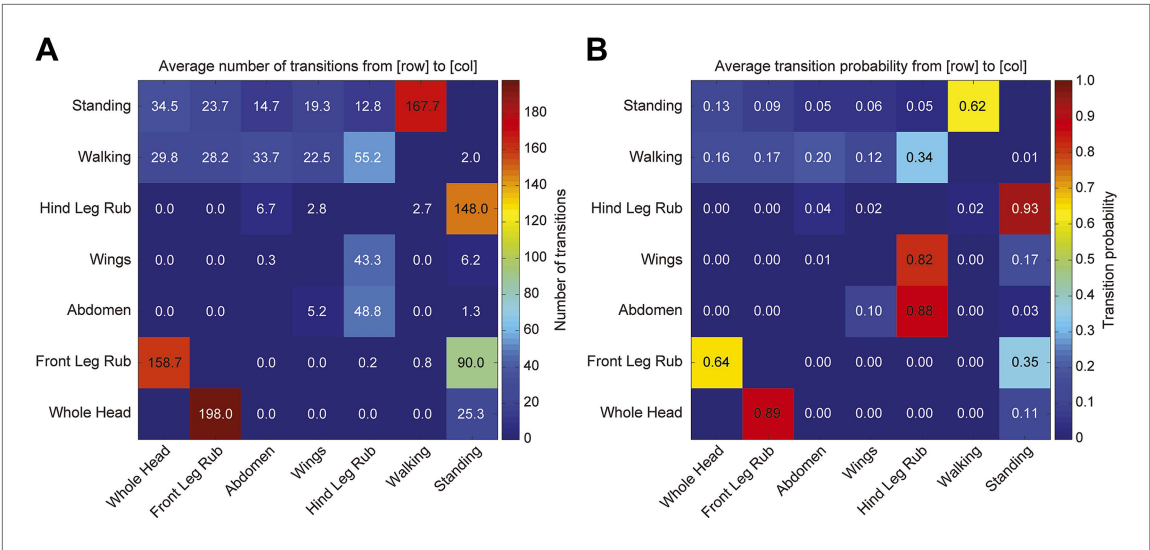 A
B
Average number of transitions from [row] to [col]
Average transition probability from [row] to [col]
Standing 34.5 23.7 14.7 19.3 12.8 167.7
Walking 29.8 28.2 33.7 22.5 55.2 2.0
Hind Leg Rub 0.0 0.0 6.7 2.8 2.7 148.0
Wings 0.0 0.0 0.3 43.3 0.0 6.2
Abdomen 0.0 0.0 5.2 48.8 0.0 1.3
Front Leg Rub 158.7 0.0 0.0 0.2 0.8 90.0
Whole Head 198.0 0.0 0.0 0.0 0.0 25.3
Whole Head
Front Leg Rub
Abdomen
Wings
Hind Leg Rub
Walking
Standing
180
160
140
120
100
80
60
40
20
0
Number of transitions
Standing 0.13 0.09 0.05 0.06 0.05 0.62
Walking 0.16 0.17 0.20 0.12 0.34 0.01
Hind Leg Rub 0.00 0.00 0.04 0.02 0.02 0.93
Wings 0.00 0.00 0.01 0.82 0.00 0.17
Abdomen 0.00 0.00 0.10 0.88 0.00 0.03
Front Leg Rub 0.64 0.00 0.00 0.00 0.00 0.35
Whole Head 0.89 0.00 0.00 0.00 0.00 0.11
Whole Head
Front Leg Rub
Abdomen
Wings
Hind Leg Rub
Walking
Standing
1.0
0.9
0.8
0.7
0.6
0.5
0.4
0.3
0.2
0.1
0
Transition probability